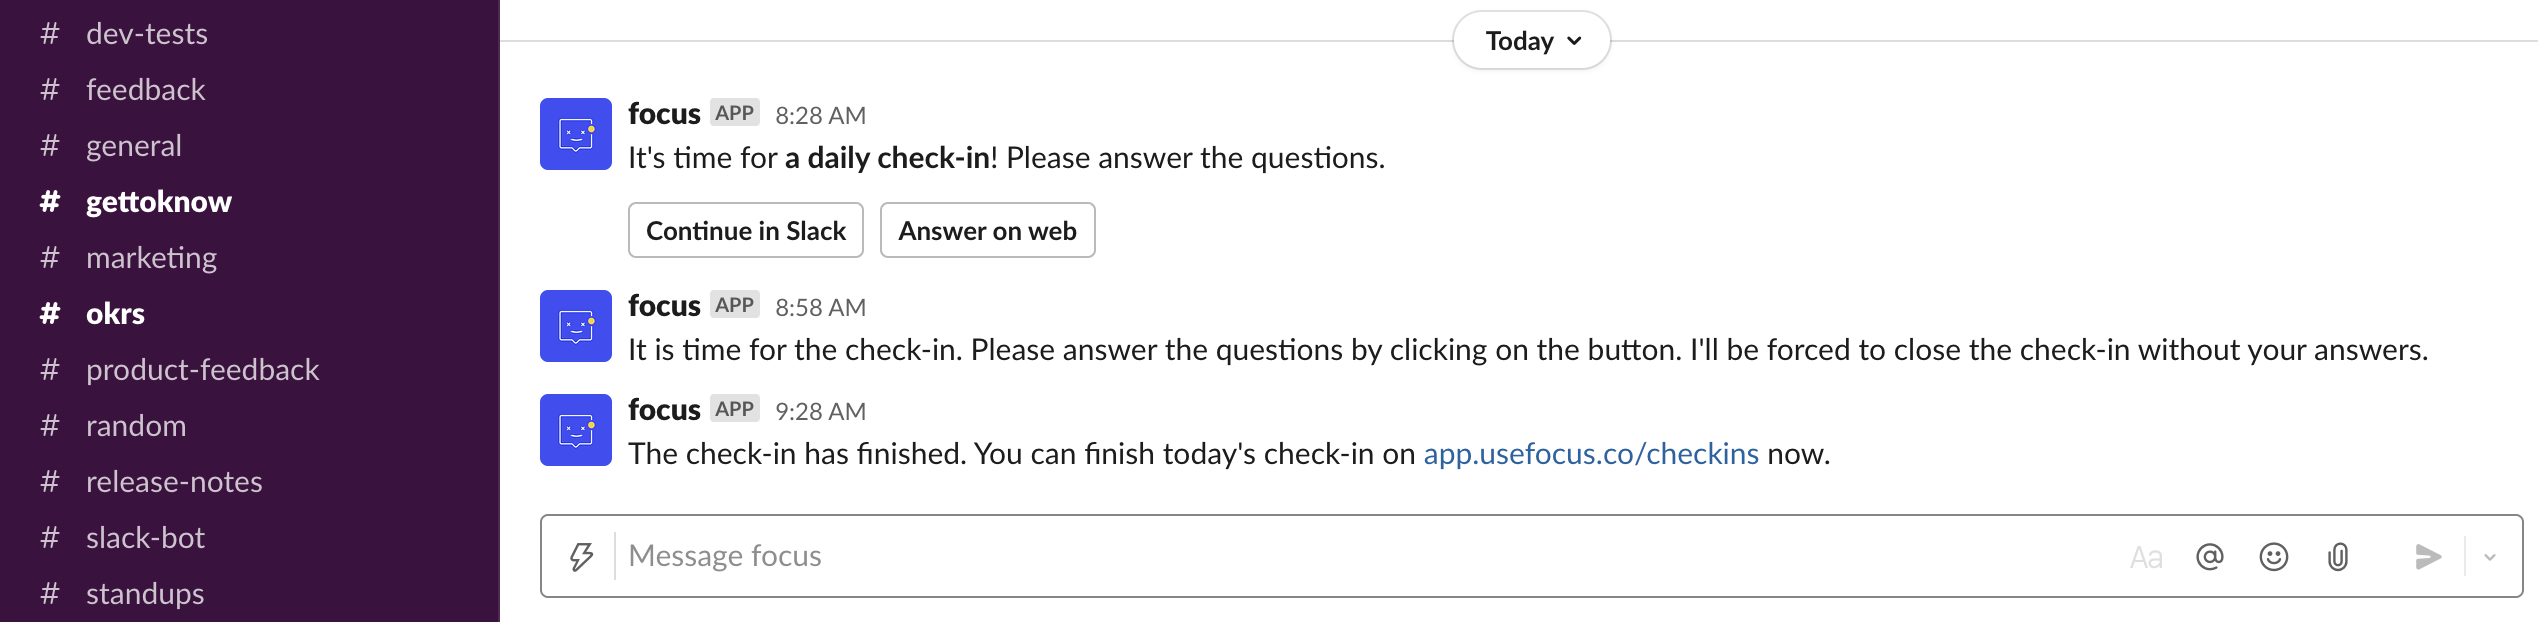 # dev-tests
# feedback
# general
# gettoknow
# marketing
# okrs
# product-feedback
# random
# release-notes
# slack-bot
# standups
Today
focus APP 8:28 AM
It's time for a daily check-in! Please answer the questions.
Continue in Slack Answer on web
focus APP 8:58 AM
It is time for the check-in. Please answer the questions by clicking on the button. I'll be forced to close the check-in without your answers.
focus APP 9:28 AM
The check-in has finished. You can finish today's check-in on app.usefocus.co/checkins now.
Message focus Aa